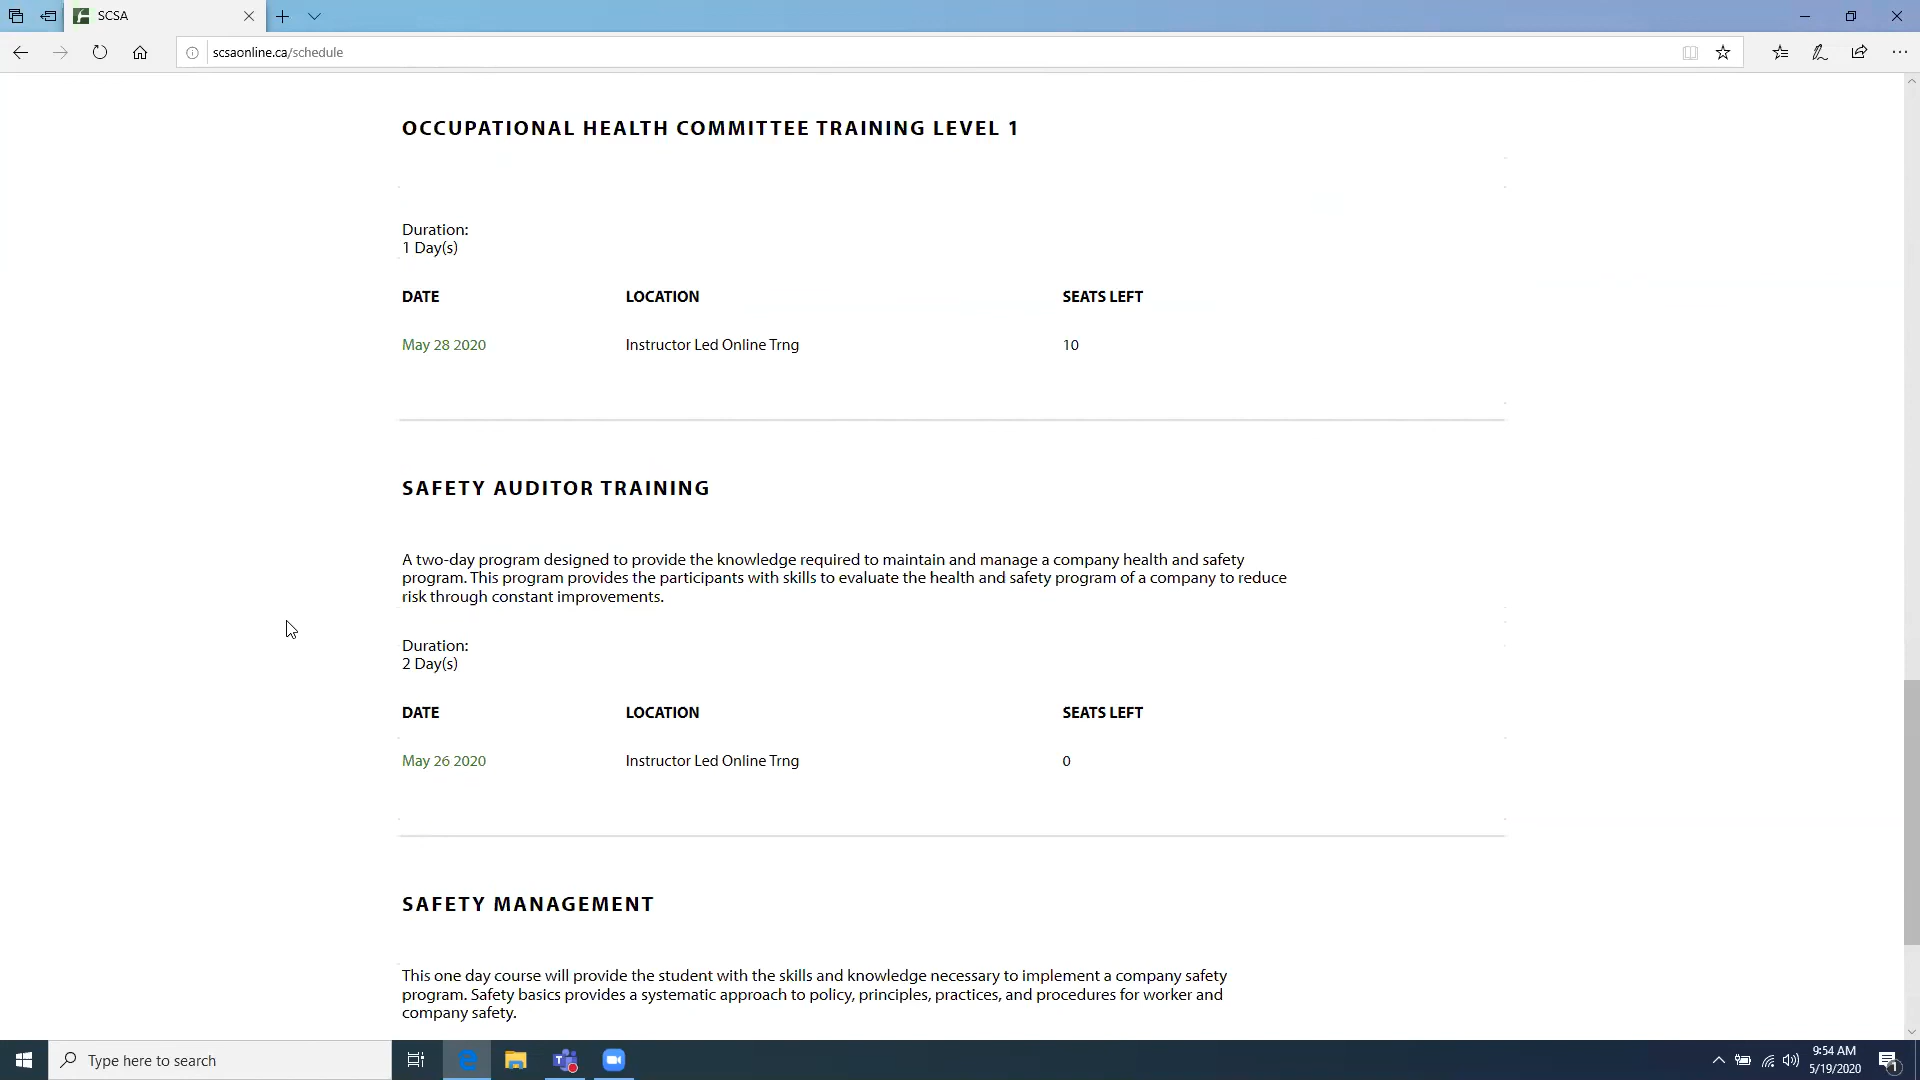 SCSA
scsaonline.ca/schedule
OCCUPATIONAL HEALTH COMMITTEE TRAINING LEVEL 1
Duration:
1 Day(s)
DATE LOCATION SEATS LEFT
May 28 2020 Instructor Led Online Trng 10
SAFETY AUDITOR TRAINING
A two-day program designed to provide the knowledge required to maintain and manage a company health and safety
program. This program provides the participants with skills to evaluate the health and safety program of a company to reduce
risk through constant improvements.
Duration:
2 Day(s)
DATE LOCATION SEATS LEFT
May 26 2020 Instructor Led Online Trng 0
SAFETY MANAGEMENT
This one day course will provide the student with the skills and knowledge necessary to implement a company safety
program. Safety basics provides a systematic approach to policy, principles, practices, and procedures for worker and
company safety.
Type here to search
9:54 AM
5/19/2020
1